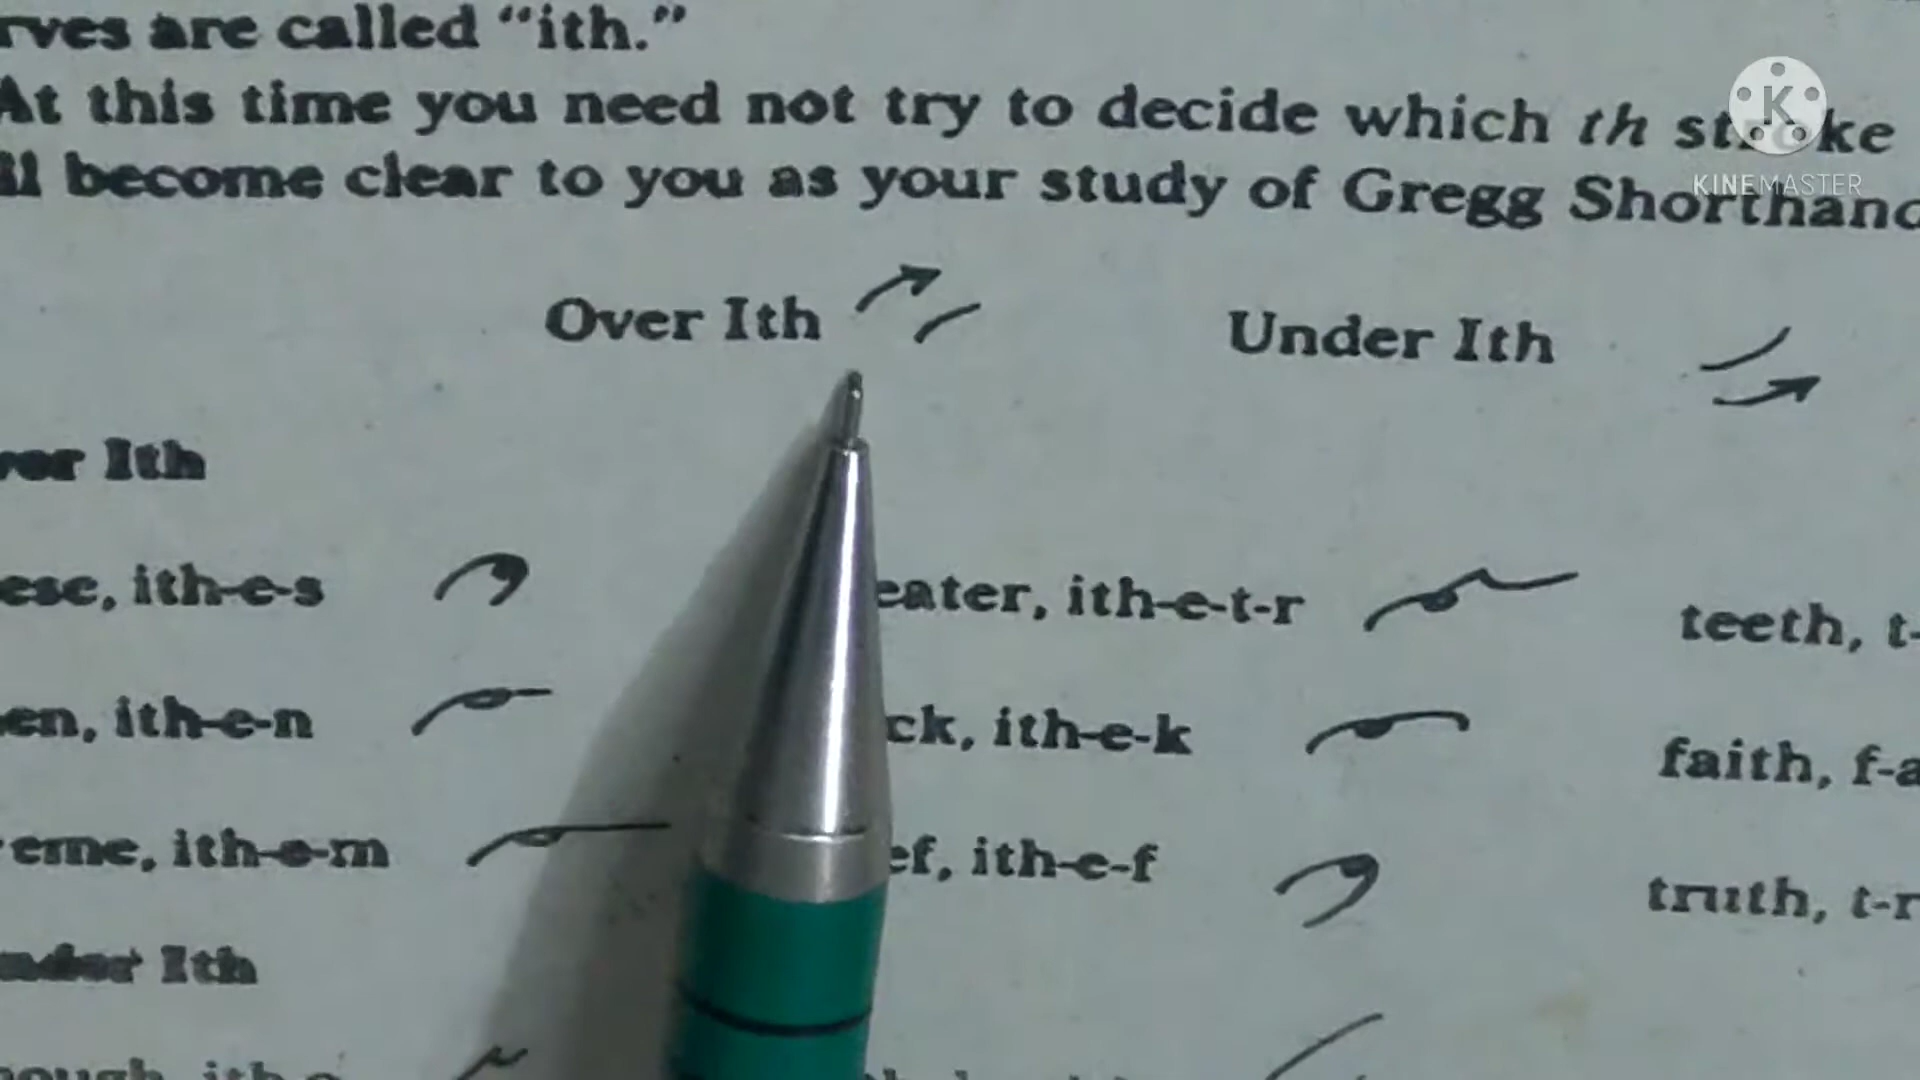 rves are called “ith.”
At this time you need not try to decide which th stroke
become clear to you as your study of Gregg Shorthand
KINEMASTER
Over Ith Under Ith
Ith
ese, ith-e-s eater, ith-e-t-r teeth, t-
en, ith-e-n ck, ith-e-k faith, f-a
eme, ith-e-m ef, ith-e-f truth, t-r
Ith